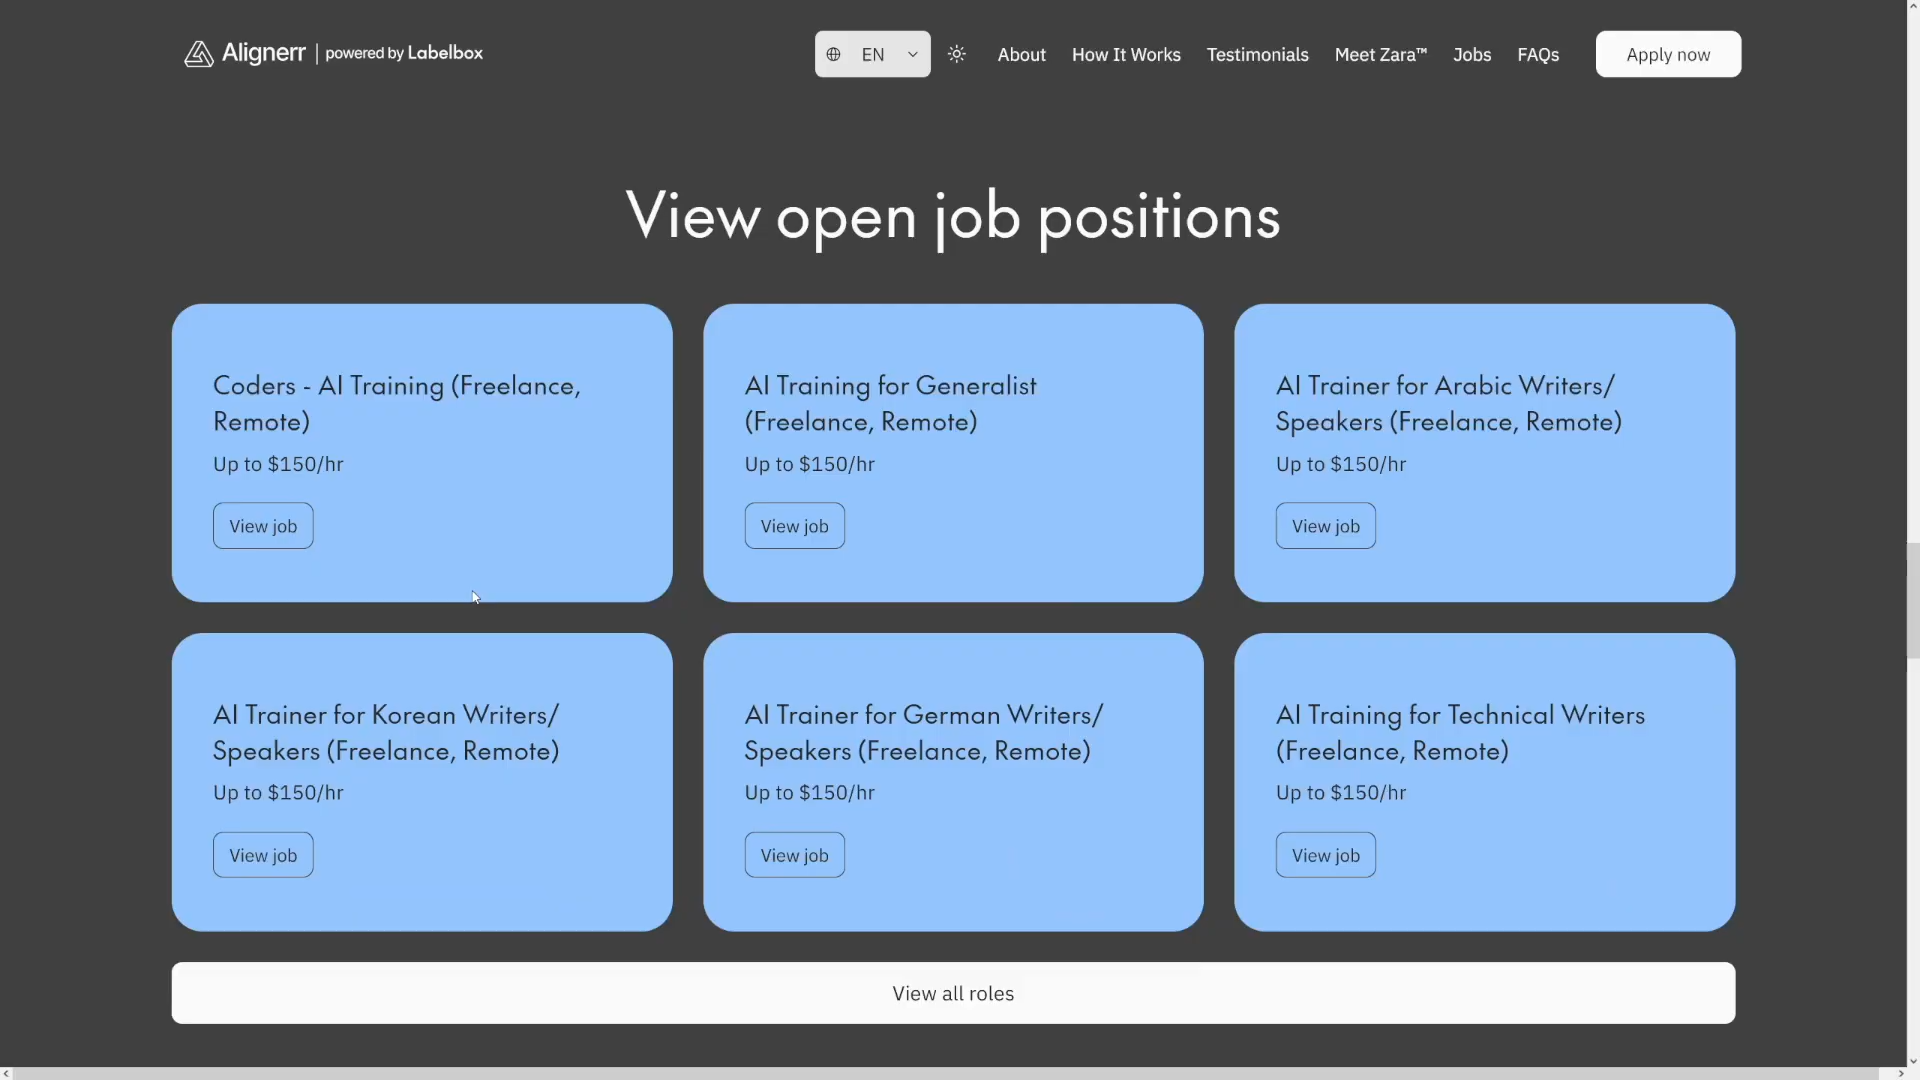 Alignerr | powered by Labelbox
EN
About
How It Works
Testimonials
Meet Zara™
Jobs
FAQs
Apply now
View open job positions
Coders - AI Training (Freelance,
Remote)
Up to $150/hr
View job
AI Training for Generalist
(Freelance, Remote)
Up to $150/hr
View job
AI Trainer for Arabic Writers/
Speakers (Freelance, Remote)
Up to $150/hr
View job
AI Trainer for Korean Writers/
Speakers (Freelance, Remote)
Up to $150/hr
View job
AI Trainer for German Writers/
Speakers (Freelance, Remote)
Up to $150/hr
View job
AI Training for Technical Writers
(Freelance, Remote)
Up to $150/hr
View job
View all roles